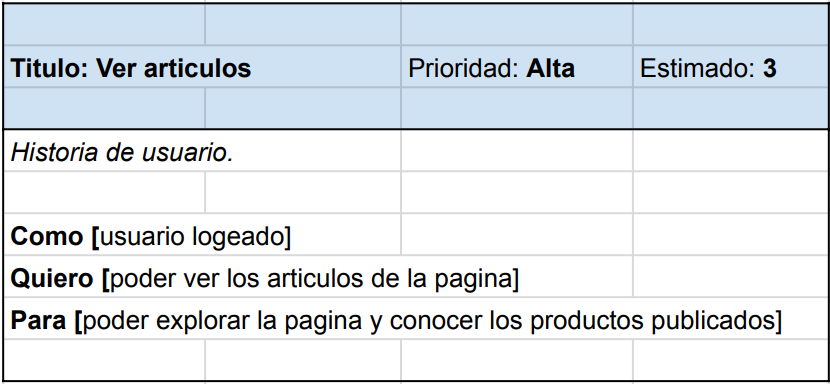 Titulo: Ver articulos Prioridad: Alta Estimado: 3
Historia de usuario.
Como [usuario logeado]
Quiero [poder ver los articulos de la pagina]
Para [poder explorar la pagina y conocer los productos publicados]